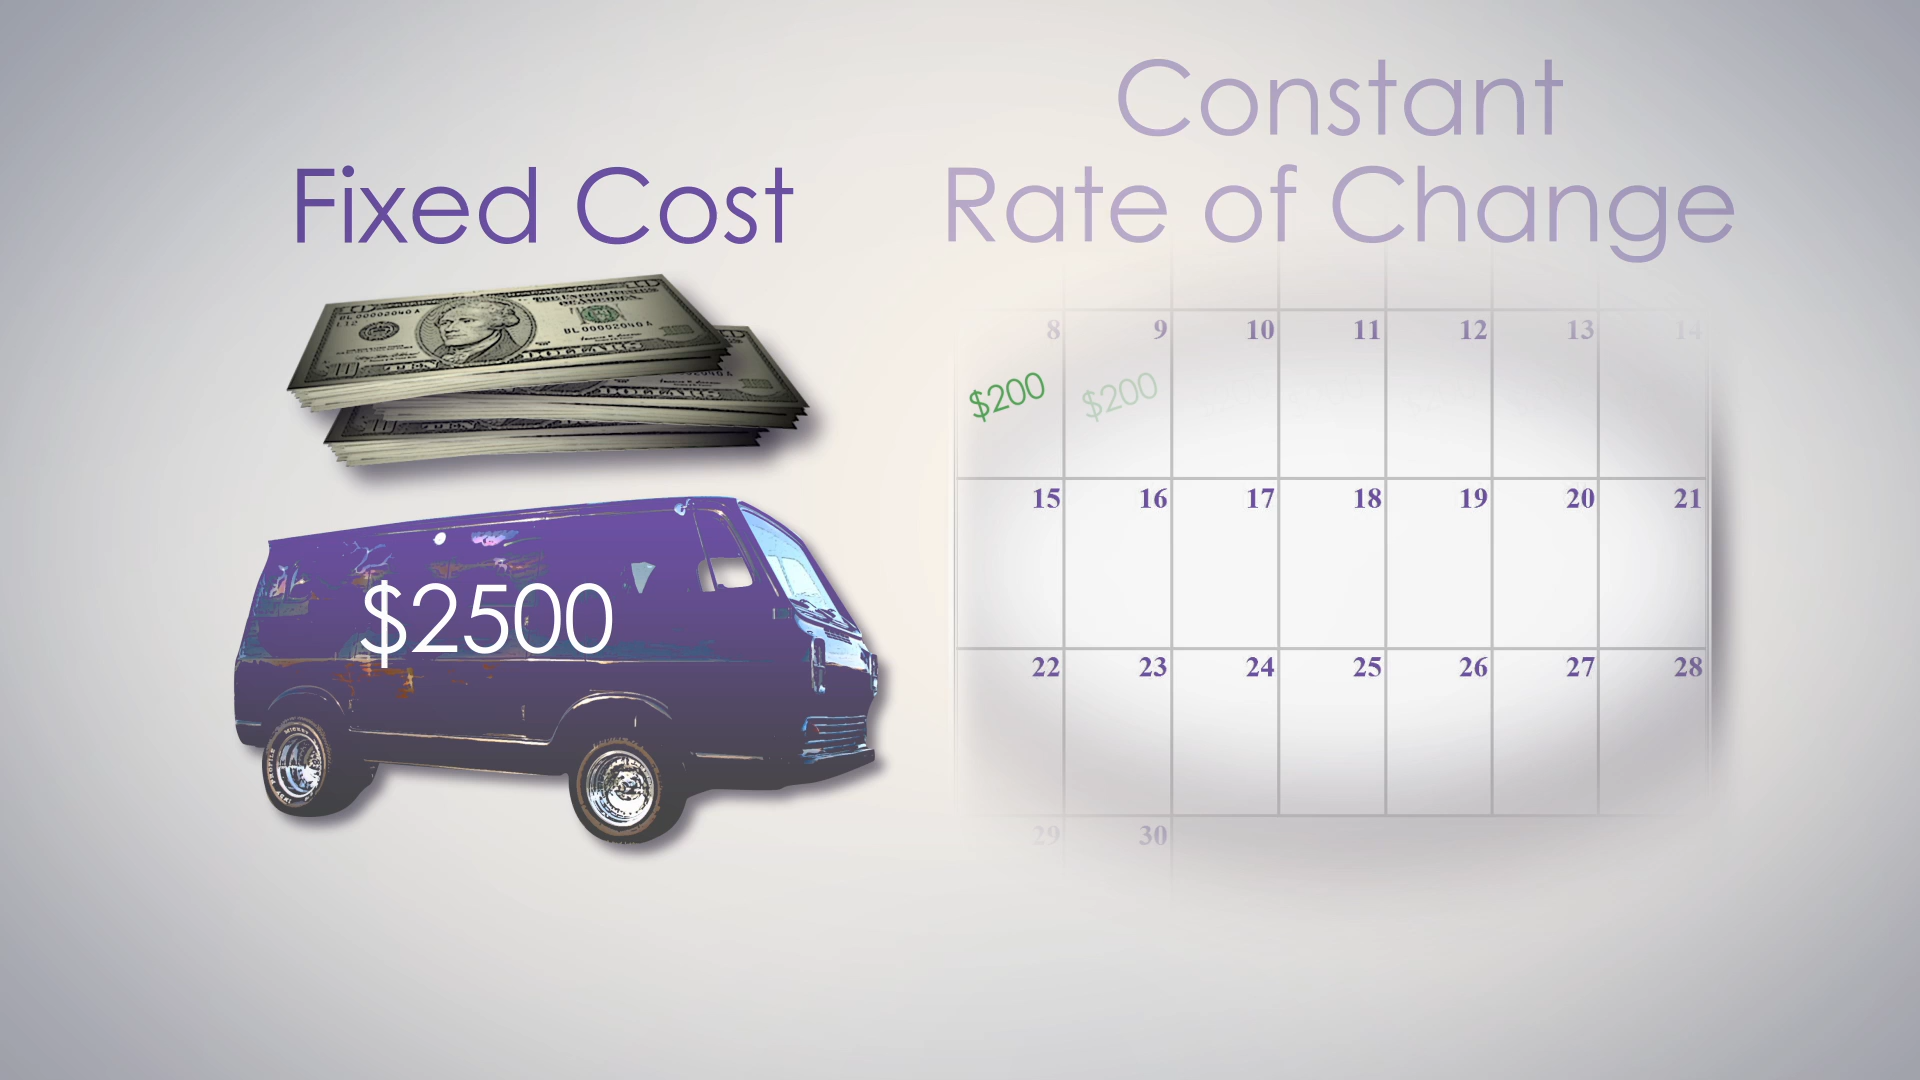 Fixed Cost
Constant
Rate of Change
$2500
8 9 10 11 12 13 14
$200 $200
15 16 17 18 19 20 21
22 23 24 25 26 27 28
29 30